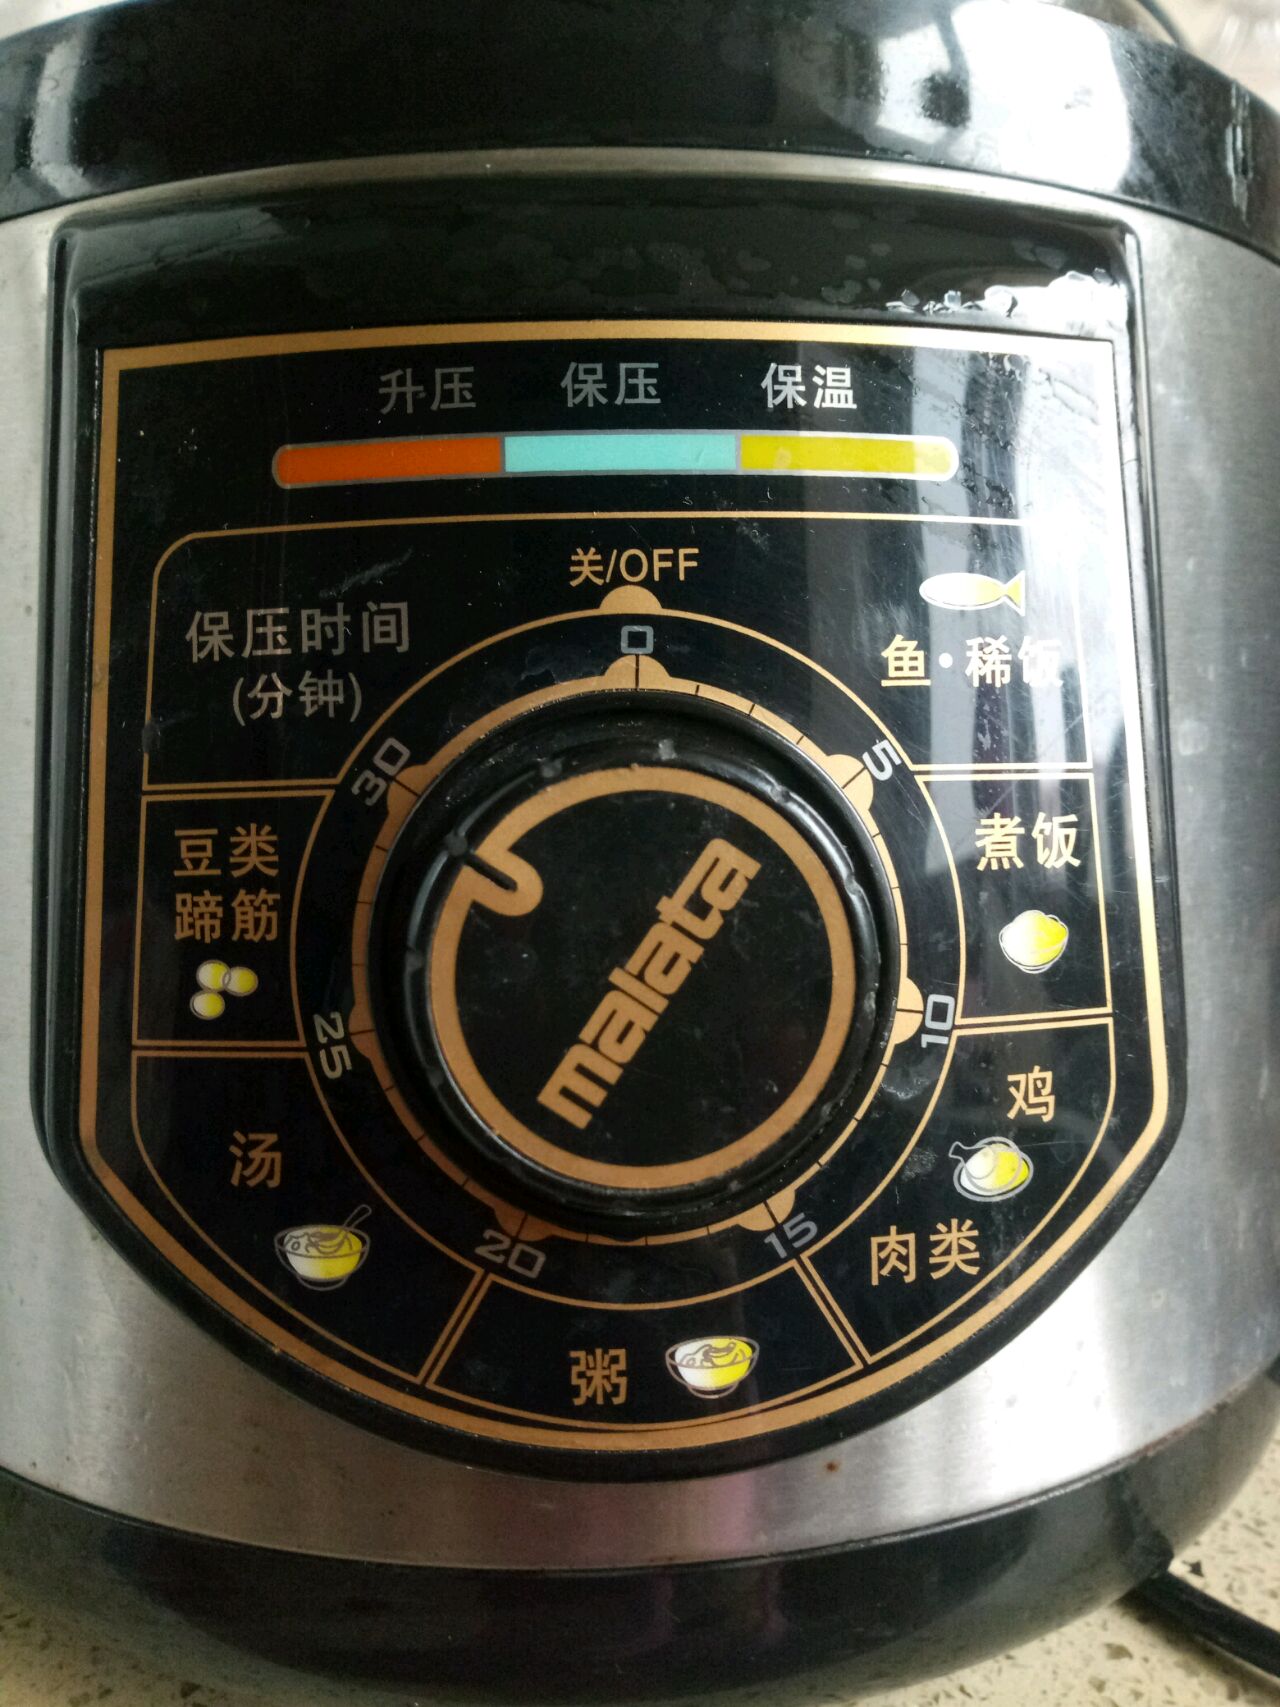 升压 保压 保温
关/OFF
保压时间
(分钟)
0
鱼·稀饭
5
煮饭
10
鸡
肉类
15
粥
20
汤
25
豆类
蹄筋
30
malata